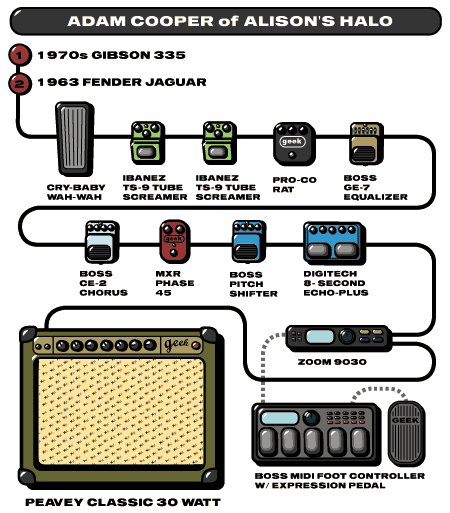 ADAM COOPER of ALISON'S HALO
1 1970s GIBSON 335
2 1963 FENDER JAGUAR
geek
CRY-BABY
WAH-WAH
IBANEZ
TS-9 TUBE
SCREAMER
IBANEZ
TS-9 TUBE
SCREAMER
PRO-CO
RAT
BOSS
GE-7
EQUALIZER
geek
BOSS
CE-2
CHORUS
MXR
PHASE
45
BOSS
PITCH
SHIFTER
DIGITECH
8- SECOND
ECHO-PLUS
geek
ZOOM 9030
GEEK
BOSS MIDI FOOT CONTROLLER
W/ EXPRESSION PEDAL
PEAVEY CLASSIC 30 WATT